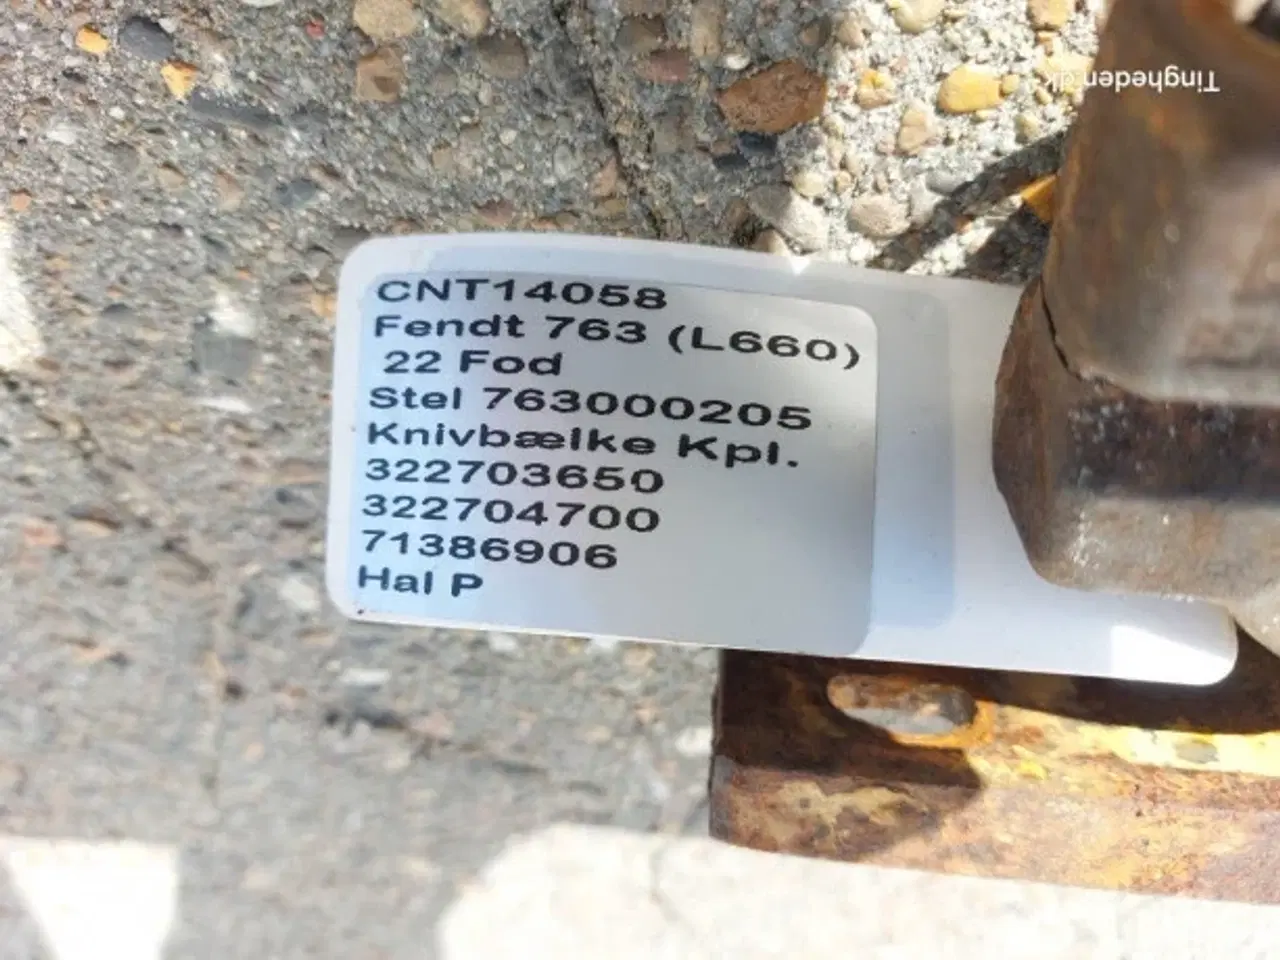 CNT14058
Fendt 763 (L660)
22 Fod
Stel 763000205
Knivbælke Kpl.
322703650
322704700
71386906
Hal P
Tingheden.dk